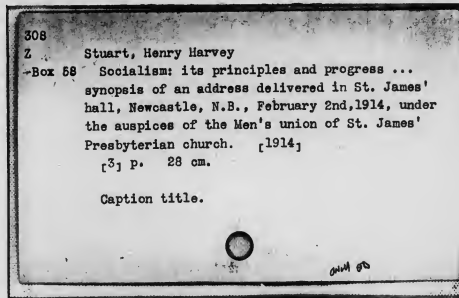 308
Z Stuart, Henry Harvey
-Box 58 Socialism: its principles and progress ...
synopsis of an address delivered in St. James'
hall, Newcastle, N.B., February 2nd,1914, under
the auspices of the Men's union of St. James'
Presbyterian church. [1914]
[3] p. 28 cm.
Caption title.